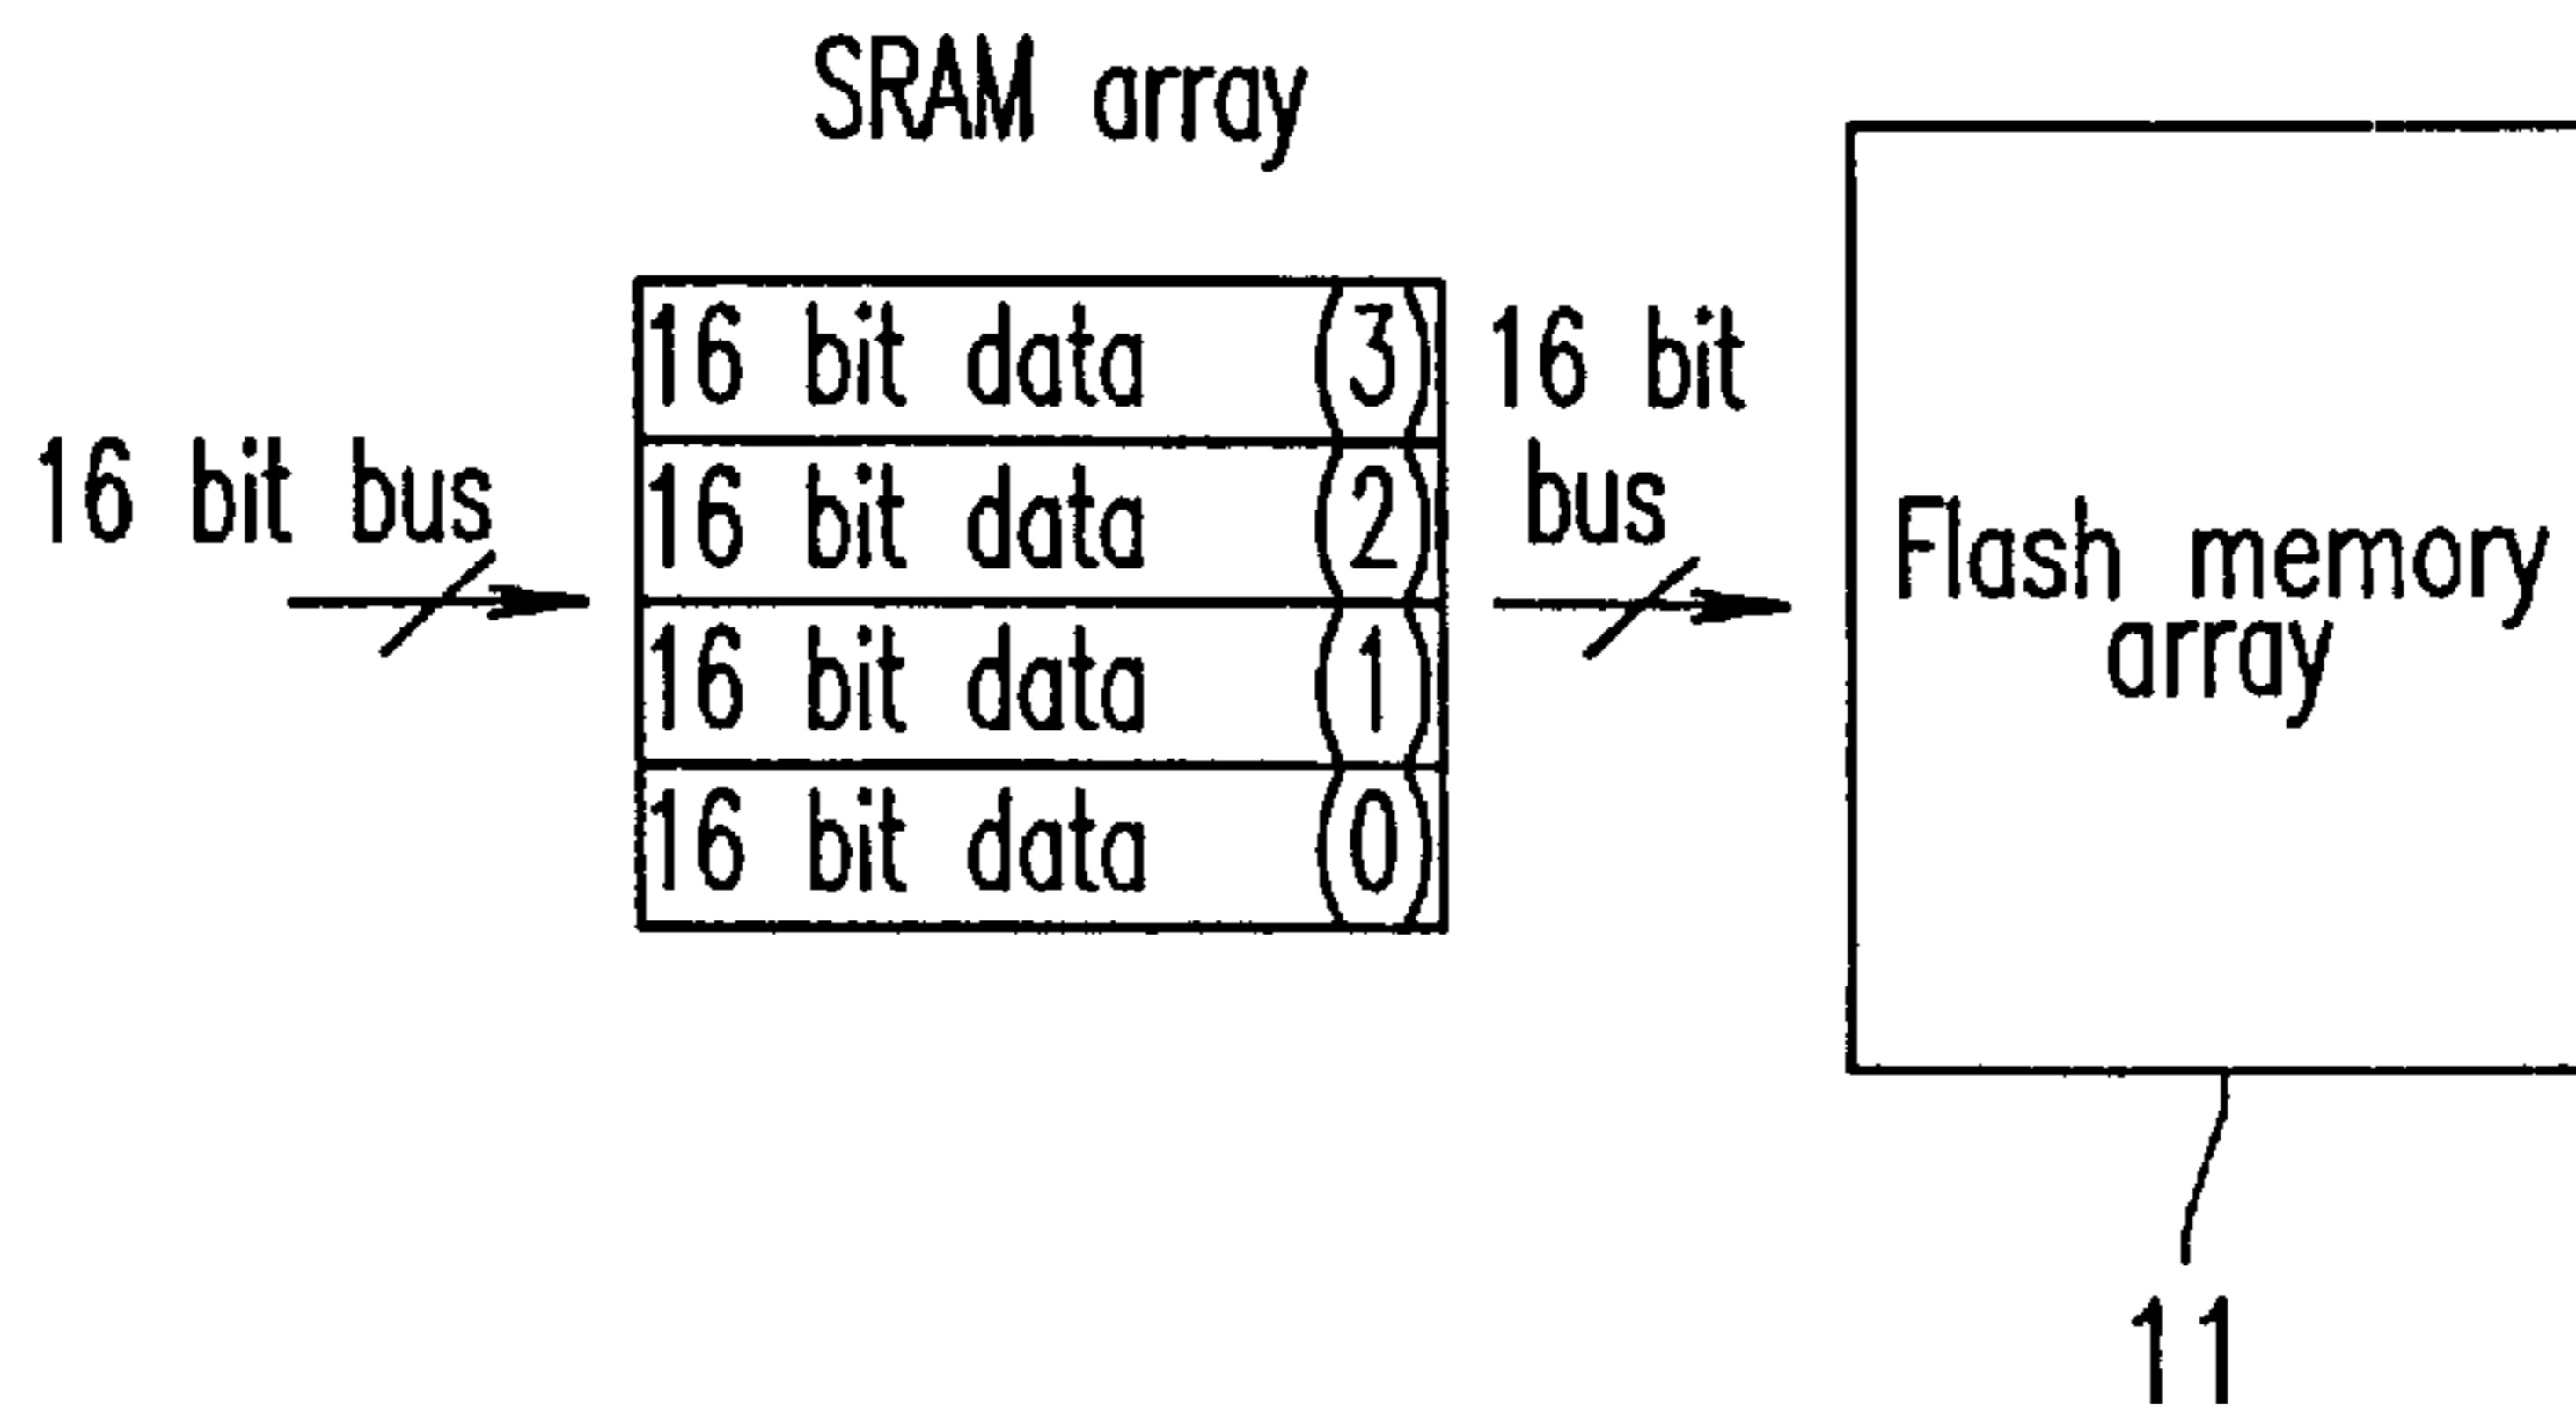 SRAM array
16 bit bus
16 bit data (3)
16 bit data (2)
16 bit data (1)
16 bit data (0)
16 bit
bus
Flash memory
array
11